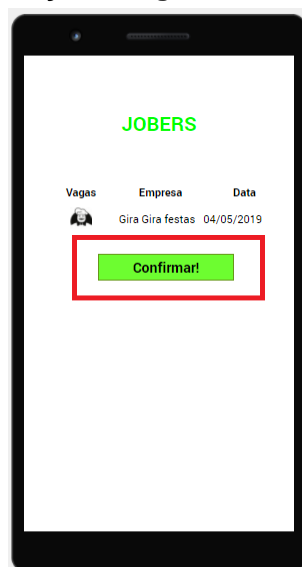 JOBERS
Vagas Empresa Data
Gira Gira festas 04/05/2019
Confirmar!